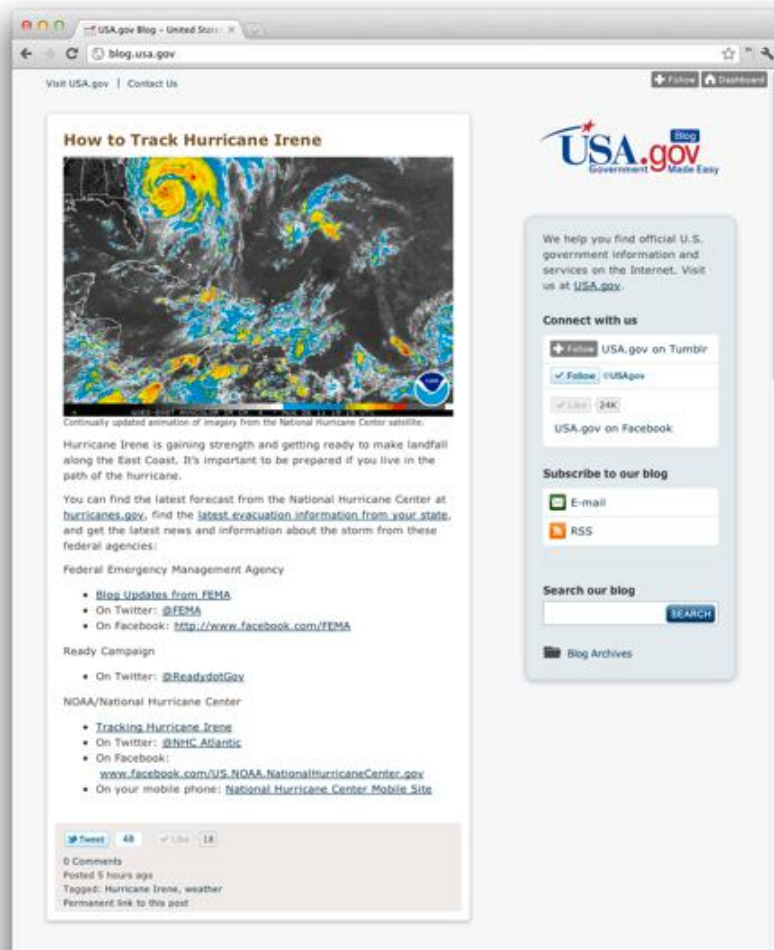 USA.gov Blog - United States
blog.usa.gov
Visit USA.gov | Contact Us
Follow
Dashboard
How to Track Hurricane Irene
Continually updated animation of imagery from the National Hurricane Center satellite.
Hurricane Irene is gaining strength and getting ready to make landfall
along the East Coast. It's important to be prepared if you live in the
path of the hurricane.
You can find the latest forecast from the National Hurricane Center at
hurricanes.gov, find the latest evacuation information from your state,
and get the latest news and information about the storm from these
federal agencies:
Federal Emergency Management Agency
• Blog Updates from FEMA
• On Twitter: @FEMA
• On Facebook: http://www.facebook.com/FEMA
Ready Campaign
• On Twitter: @ReadydotGov
NOAA/National Hurricane Center
• Tracking Hurricane Irene
• On Twitter: @NHC Atlantic
• On Facebook:
www.facebook.com/US.NOAA.NationalHurricaneCenter.gov
• On your mobile phone: National Hurricane Center Mobile Site
Tweet 48 Like 18
0 Comments
Posted 5 hours ago
Tagged: Hurricane Irene, weather
Permanent link to this post
USA.gov Blog
Government Made Easy
We help you find official U.S.
government information and
services on the Internet. Visit
us at USA.gov.
Connect with us
Follow USA.gov on Tumblr
Follow @USAgov
Like 24K
USA.gov on Facebook
Subscribe to our blog
E-mail
RSS
Search our blog
SEARCH
Blog Archives